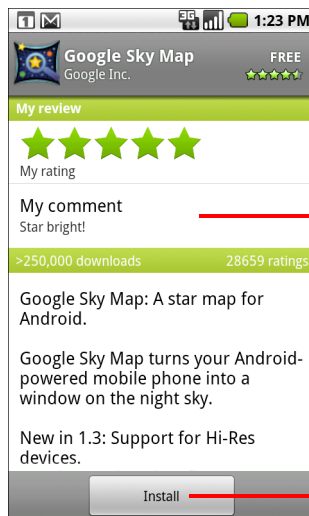 1 3G 1:23 PM
Google Sky Map FREE
Google Inc.
My review
My rating
My comment
Star bright!
>250,000 downloads 28659 ratings
Google Sky Map: A star map for
Android.
Google Sky Map turns your Android-
powered mobile phone into a
window on the night sky.
New in 1.3: Support for Hi-Res
devices.
Install